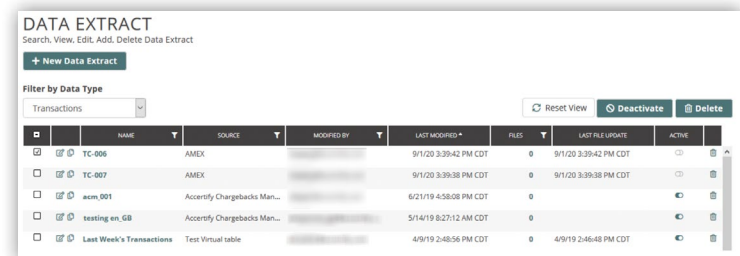 DATA EXTRACT
Search, View, Edit, Add, Delete Data Extract
+ New Data Extract
Filter by Data Type
Transactions Reset View Deactivate Delete
NAME SOURCE MODIFIED BY LAST MODIFIED FILES LAST FILE UPDATE ACTIVE
TC-006 AMEX 9/1/20 3:39:42 PM CDT 0 9/1/20 3:39:42 PM CDT
TC-007 AMEX 9/1/20 3:39:38 PM CDT 0 9/1/20 3:39:38 PM CDT
acm_001 Accertify Chargebacks Man... 6/21/19 4:58:08 PM CDT 0
testing en_GB Accertify Chargebacks Man... 5/14/19 8:27:12 AM CDT 0
Last Week's Transactions Test Virtual table 4/9/19 2:48:56 PM CDT 0 4/9/19 2:46:48 PM CDT